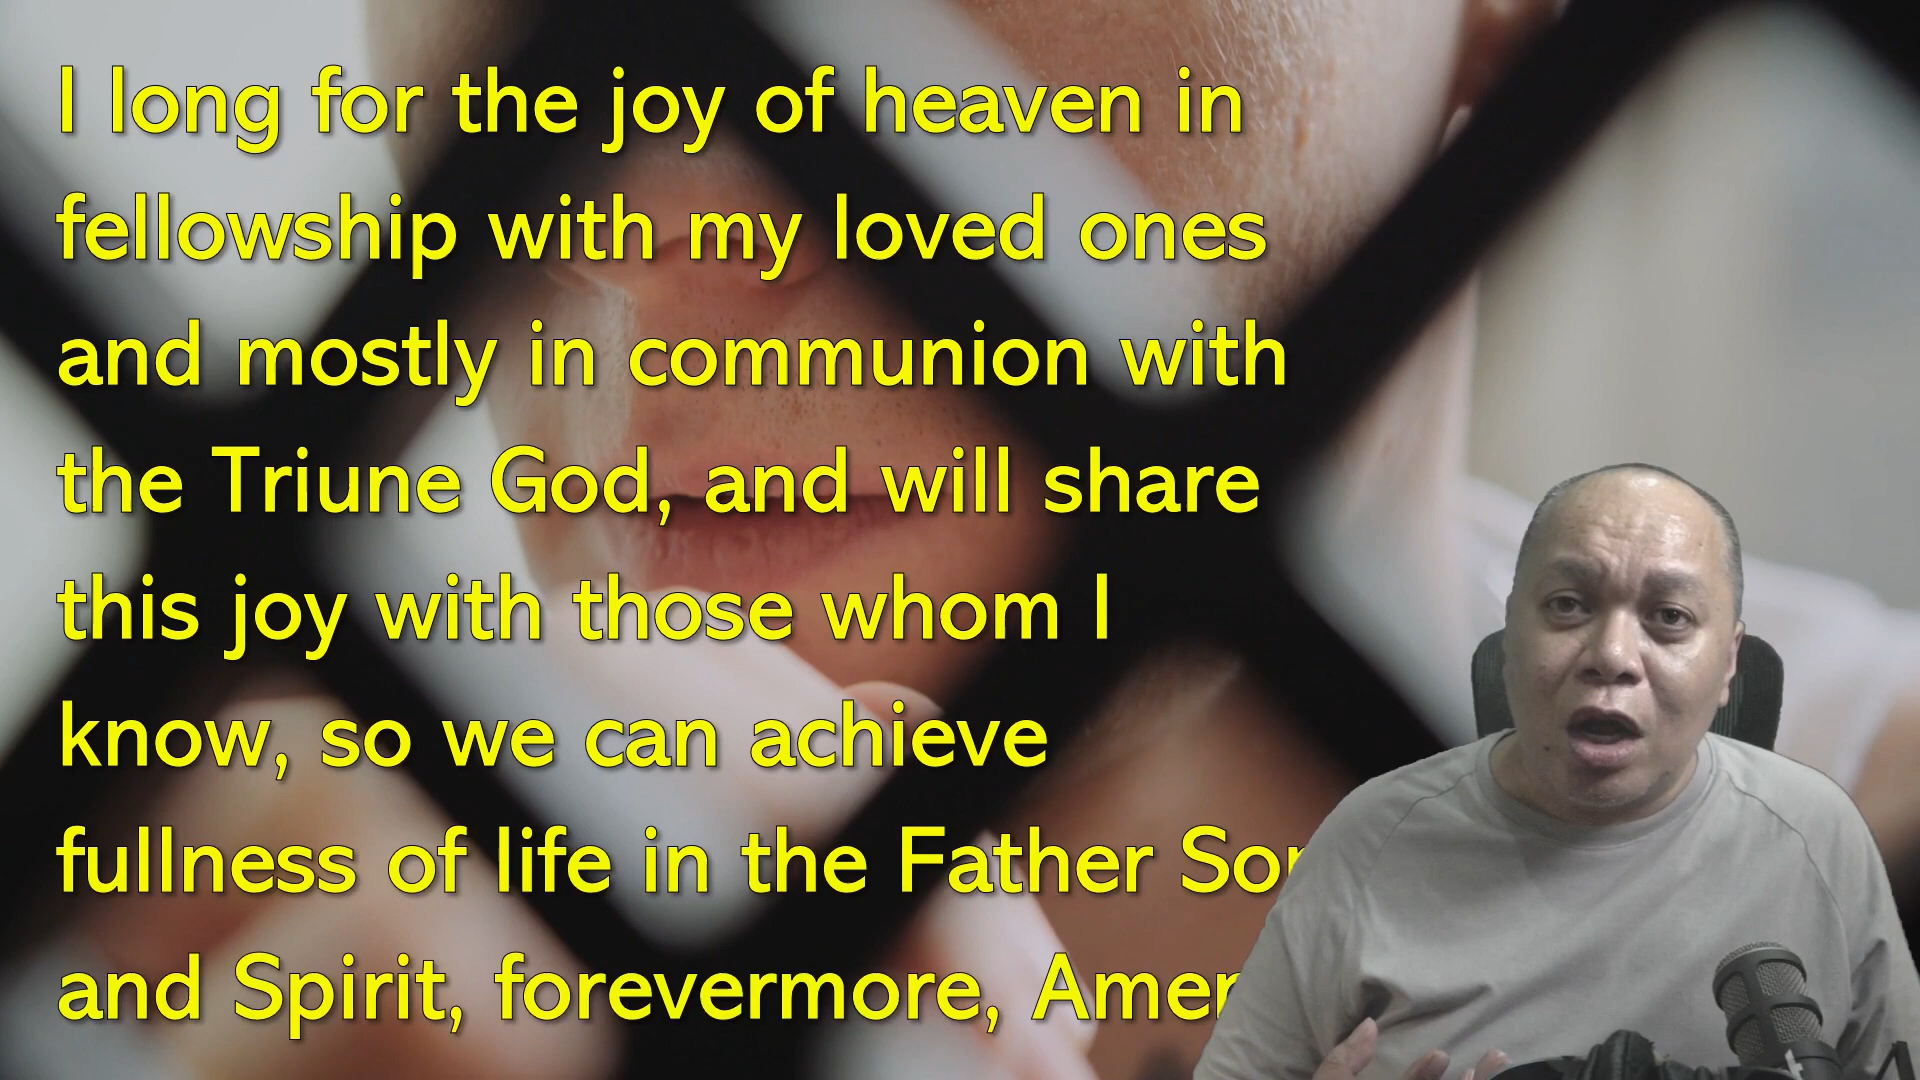 I long for the joy of heaven in
fellowship with my loved ones
and mostly in communion with
the Triune God, and will share
this joy with those whom I
know, so we can achieve
fullness of life in the Father Son
and Spirit, forevermore, Amen